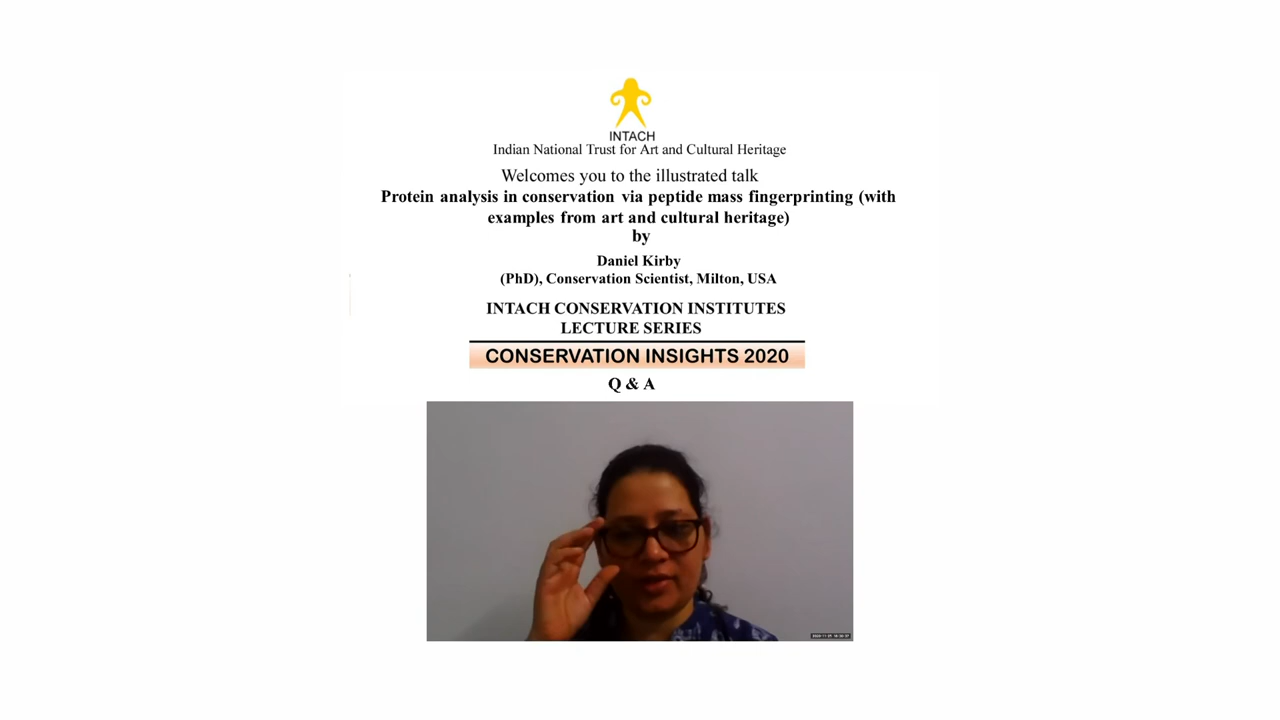 INTACH
Indian National Trust for Art and Cultural Heritage
Welcomes you to the illustrated talk
Protein analysis in conservation via peptide mass fingerprinting (with
examples from art and cultural heritage)
by
Daniel Kirby
(PhD), Conservation Scientist, Milton, USA
INTACH CONSERVATION INSTITUTES
LECTURE SERIES
CONSERVATION INSIGHTS 2020
Q & A